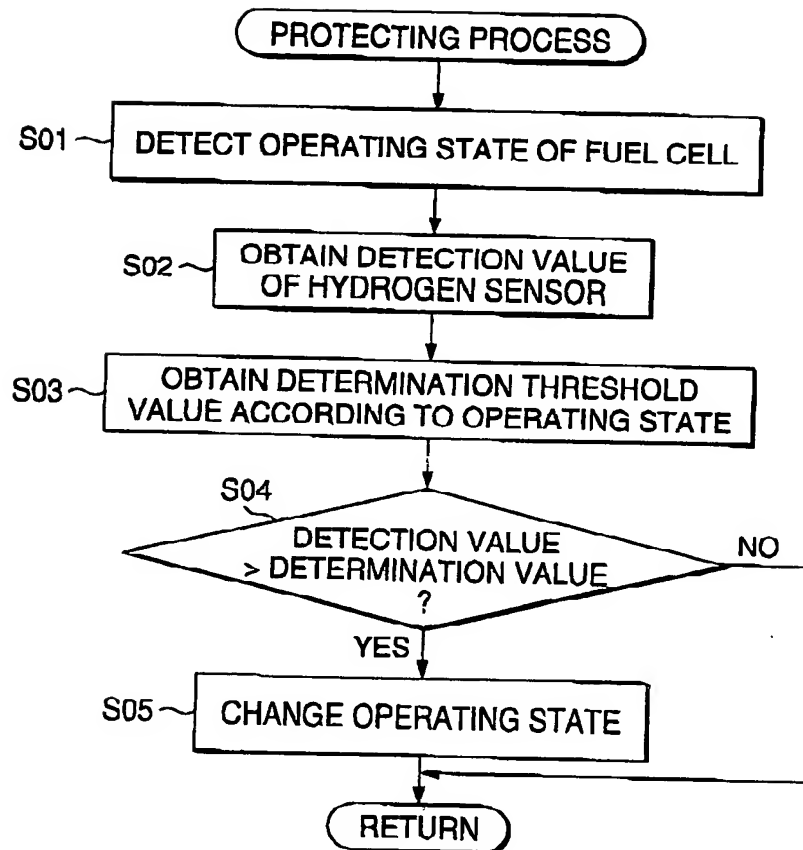 PROTECTING PROCESS
S01
DETECT OPERATING STATE OF FUEL CELL
S02
OBTAIN DETECTION VALUE
OF HYDROGEN SENSOR
S03
OBTAIN DETERMINATION THRESHOLD
VALUE ACCORDING TO OPERATING STATE
S04
DETECTION VALUE
> DETERMINATION VALUE
?
NO
YES
S05
CHANGE OPERATING STATE
RETURN